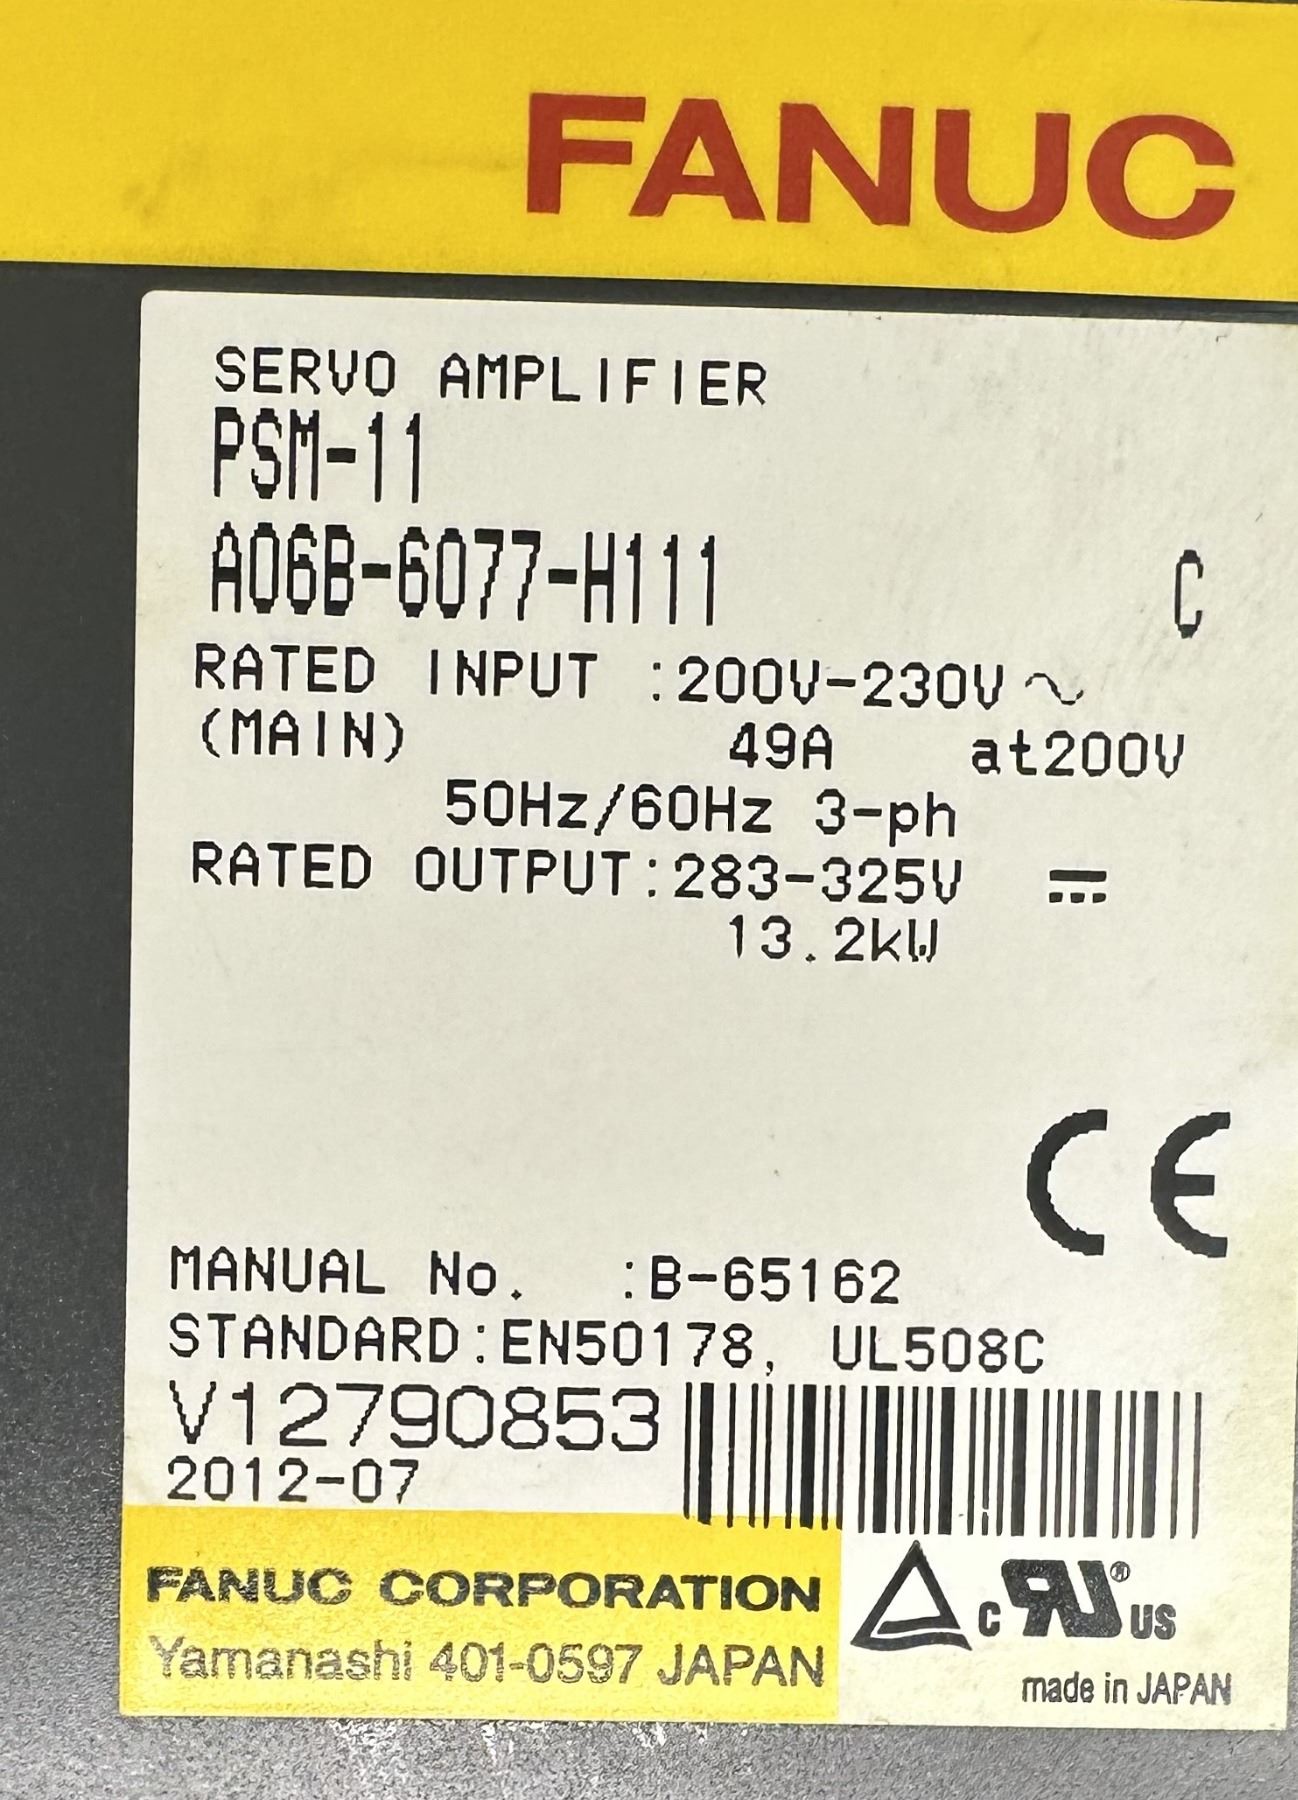 FANUC
SERVO AMPLIFIER
PSM-11
A06B-6077-H111 C
RATED INPUT :200V-230V ~
(MAIN) 49A at200V
50Hz/60Hz 3-ph
RATED OUTPUT:283-325V ⎓
13.2kW
CE
MANUAL No. :B-65162
STANDARD:EN50178, UL508C
V12790853
2012-07
FANUC CORPORATION
Yamanashi 401-0597 JAPAN
c RU® US
made in JAPAN